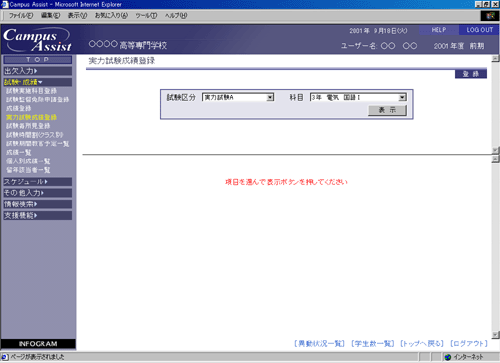 Campus Assist - Microsoft Internet Explorer
ファイル(F) 編集(E) 表示(V) お気に入り(A) ツール(T) ヘルプ(H)
Campus Assist
2001年 9月18日(火) HELP LOG OUT
○○○○高等専門学校 ユーザー名 ○○ ○○ 2001年度 前期
TOP
出欠入力
試験・成績
試験実施科目登録
試験監督免除申請登録
成績登録
実力試験成績登録
試験者所見登録
試験時間割(クラス別)
試験期間教官予定一覧
成績一覧
個人別成績一覧
留年該当者一覧
スケジュール
その他入力
情報検索
支援機能
INFOGRAM
実力試験成績登録
登録
試験区分 実力試験A 科目 3年 電気 国語Ⅰ
表示
項目を選んで表示ボタンを押してください
[異動状況一覧] [学生数一覧] [トップへ戻る] [ログアウト]
ページが表示されました インターネット